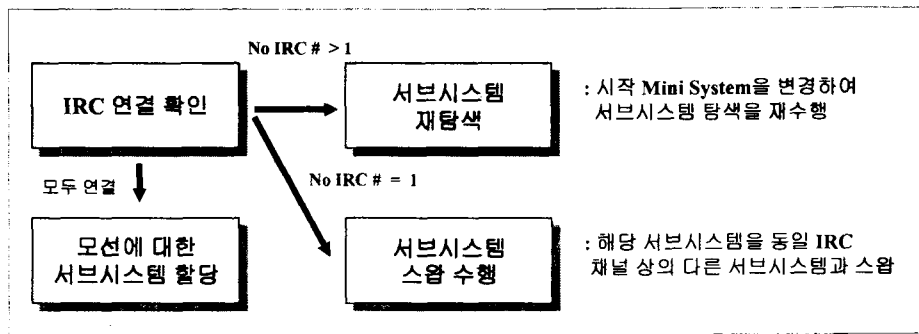 No IRC # > 1
IRC 연결 확인
서브시스템
재탐색
: 시작 Mini System을 변경하여
서브시스템 탐색을 재수행
모두 연결
No IRC # = 1
모선에 대한
서브시스템 할당
서브시스템
스왑 수행
: 해당 서브시스템을 동일 IRC
채널 상의 다른 서브시스템과 스왑